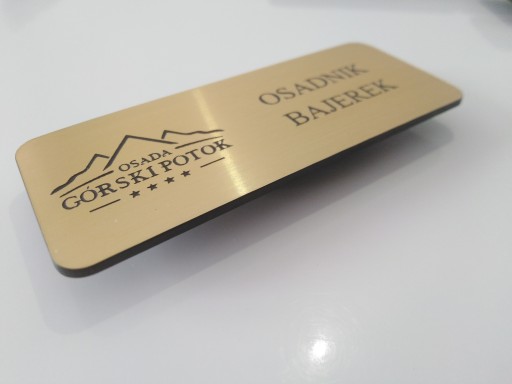 OSADA
GÓRSKI POTOK
★★★★
OSADNIK
BAJEREK